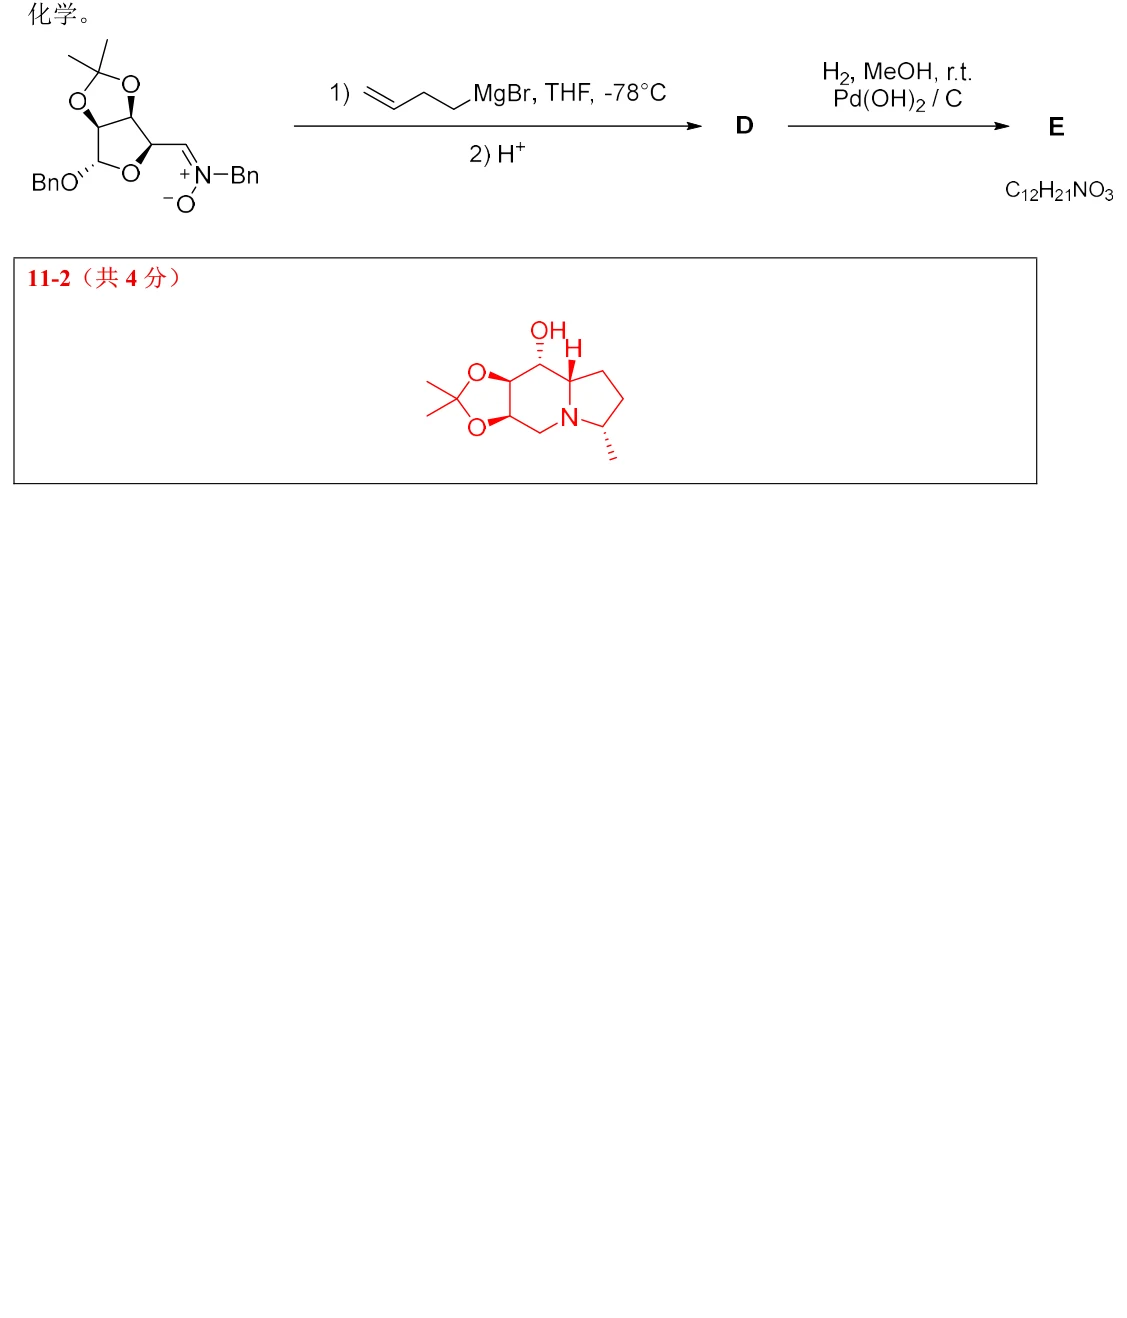 化学。
1) MgBr, THF, -78°C
2) H⁺
D
H₂, MeOH, r.t.
Pd(OH)₂ / C
E
C₁₂H₂₁NO₃
O
O
BnO
O
+
N
Bn
⁻O
11-2（共 4 分）
OH
H
O
O
N